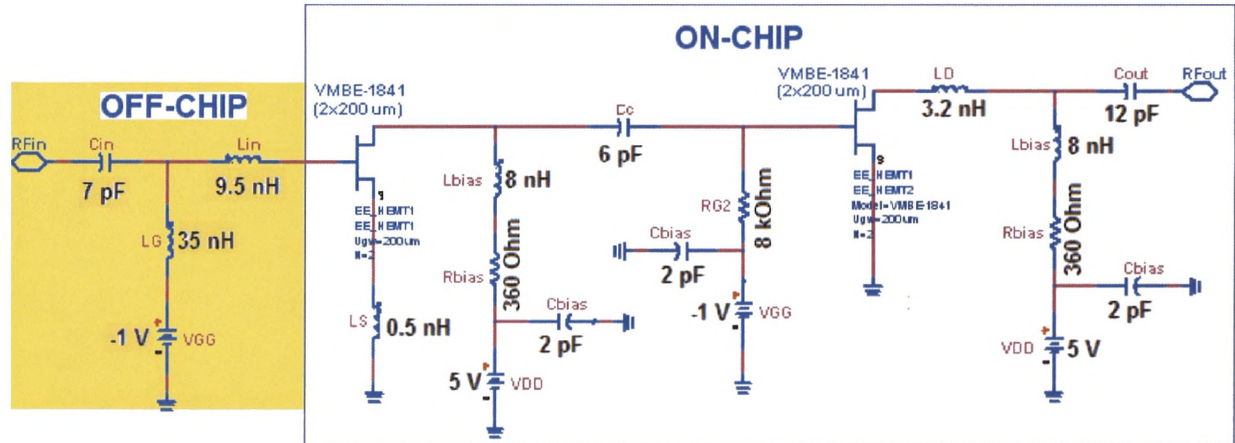 ON-CHIP
OFF-CHIP
RFin
Cin
7 pF
Lin
9.5 nH
LG
35 nH
-1 V
VGG
VMBE-1841
(2x200 um)
EE_HEMT1
EE_HEMT1
Ugw=200um
N=2
LS
0.5 nH
Lbias
8 nH
Rbias
360 Ohm
Cbias
2 pF
5 V
VDD
Cc
6 pF
RG2
8 kOhm
Cbias
2 pF
-1 V
VGG
VMBE-1841
(2x200 um)
EE_HEMT1
EE_HEMT2
Model=VMBE-1841
Ugw=200um
N=2
LD
3.2 nH
Cout
12 pF
RFout
Lbias
8 nH
Rbias
360 Ohm
Cbias
2 pF
VDD
5 V